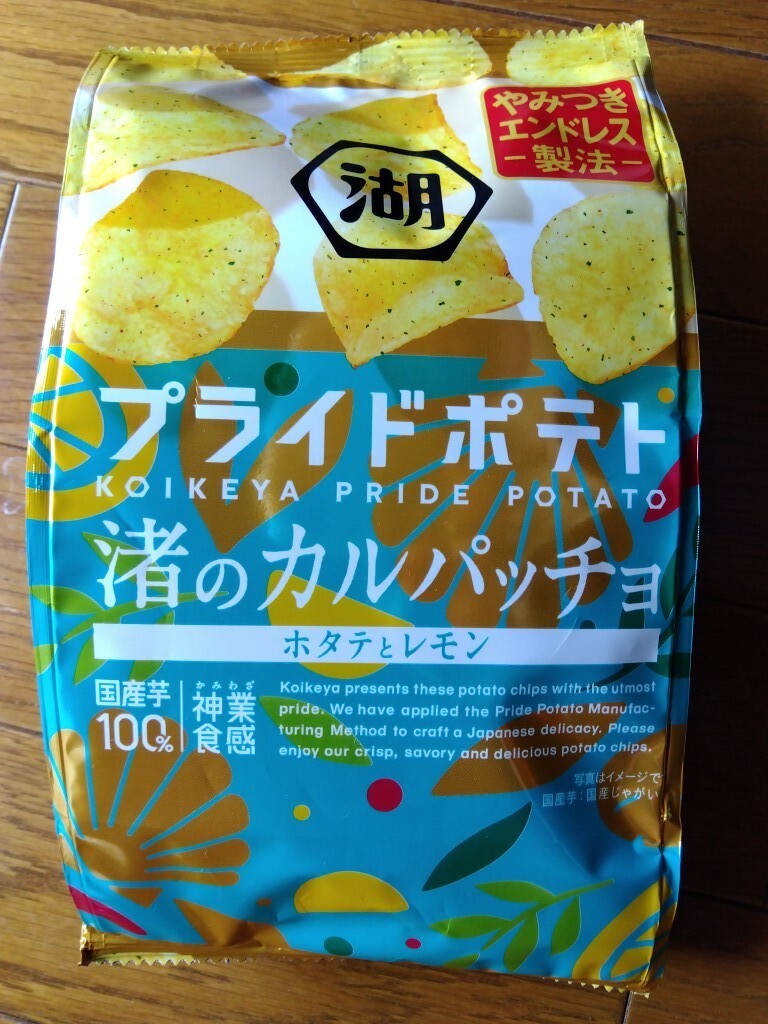 やみつき
エンドレス
-製法-
湖
プライドポテト
KOIKEYA PRIDE POTATO
渚のカルパッチョ
ホタテとレモン
国産芋
100%
かみわざ
神業
食感
Koikeya presents these potato chips with the utmost
pride. We have applied the Pride Potato Manufac-
turing Method to craft a Japanese delicacy. Please
enjoy our crisp, savory and delicious potato chips.
写真はイメージで
国産芋:国産じゃがい